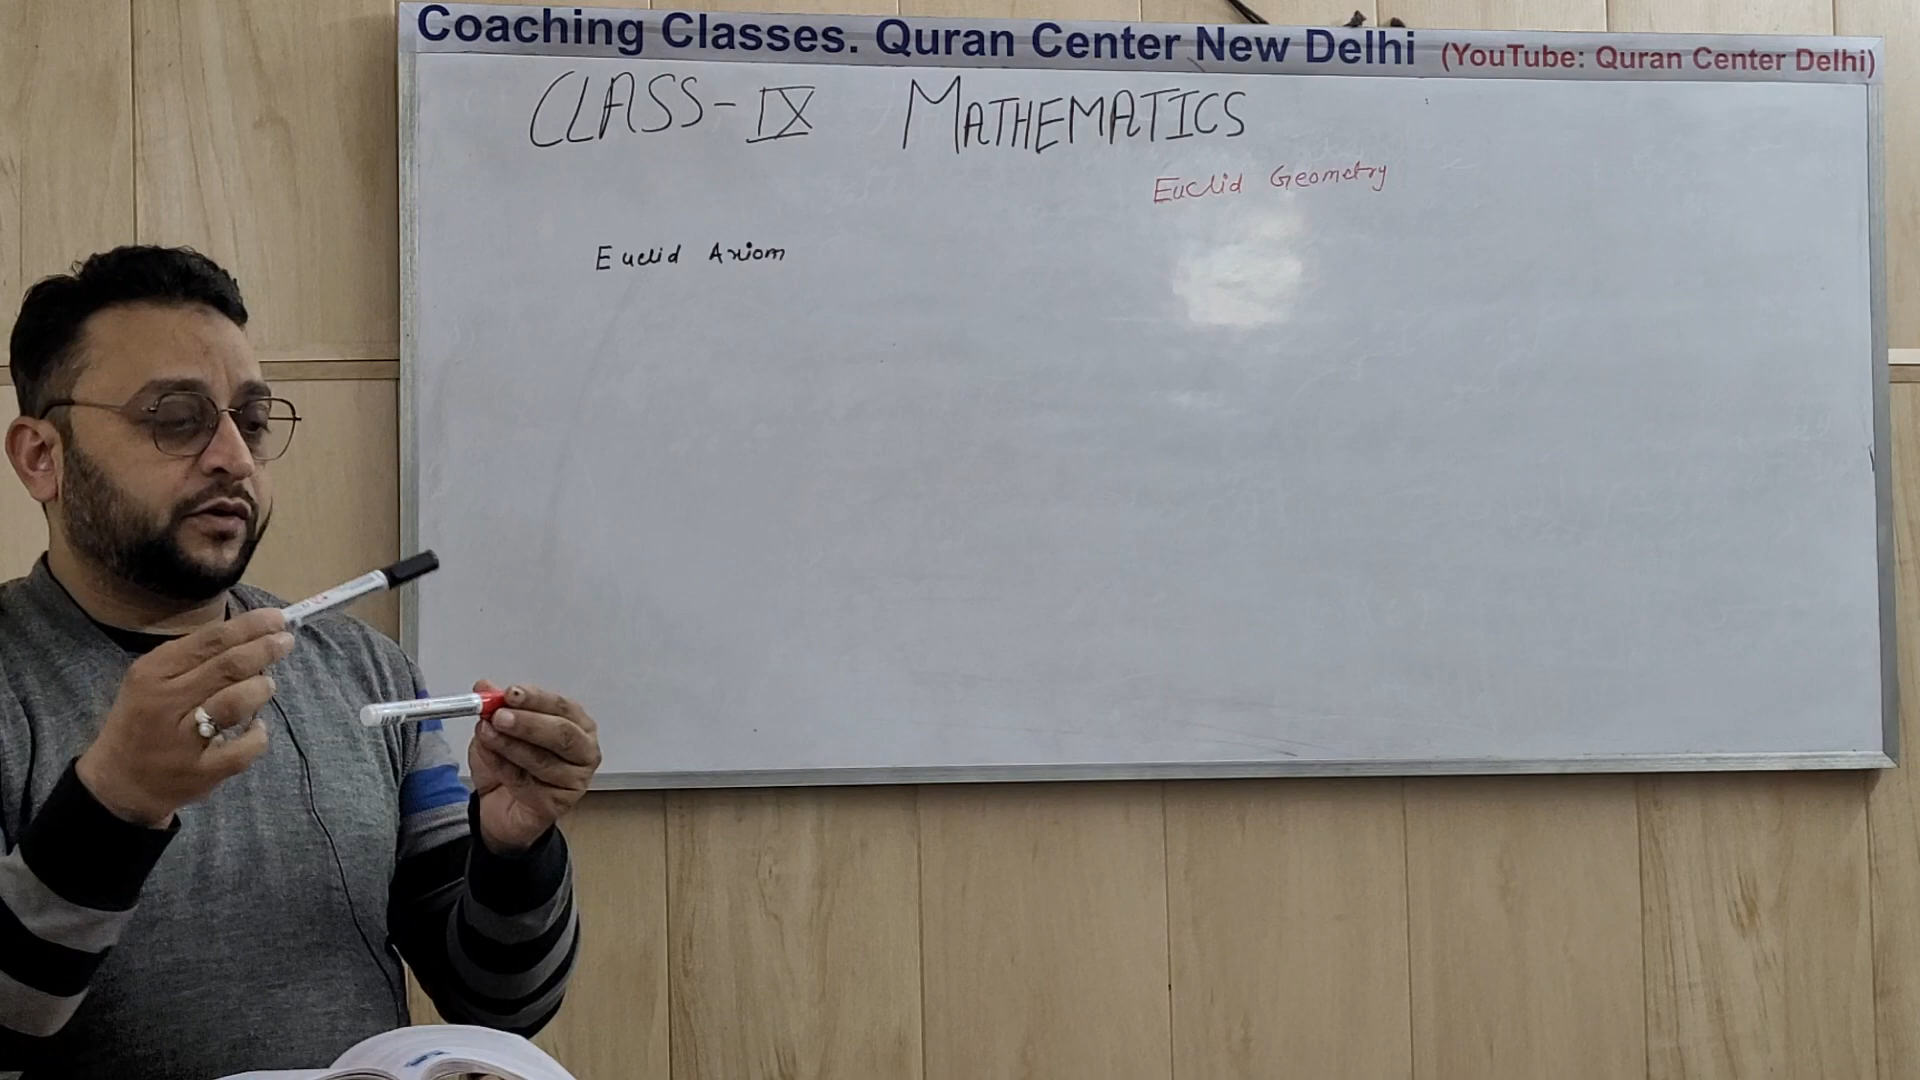 Coaching Classes. Quran Center New Delhi (YouTube: Quran Center Delhi)
CLASS-IX MATHEMATICS
Euclid Geometry
Euclid Axiom